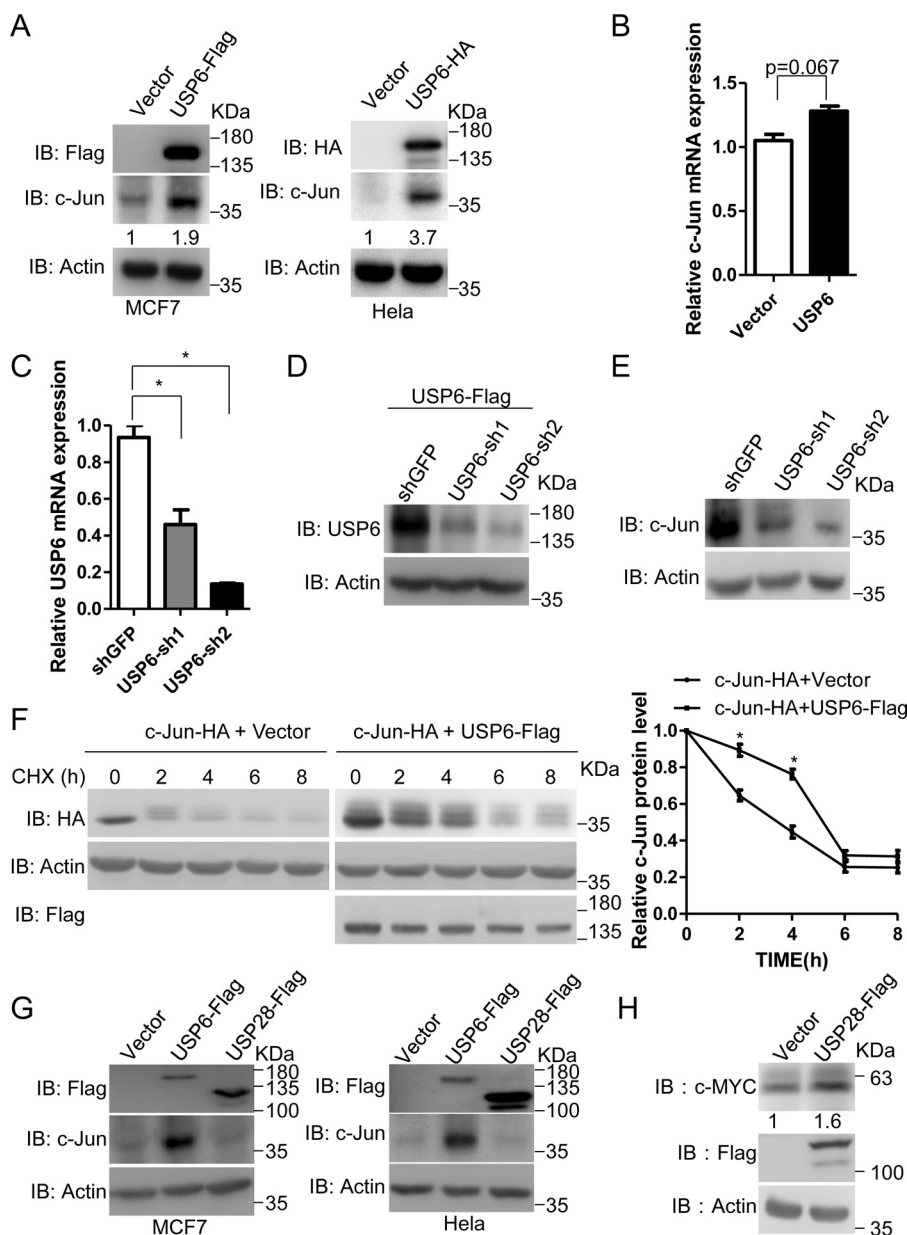 A
Vector
USP6-Flag
KDa
IB: Flag
–180
–135
IB: c-Jun
–35
1 1.9
IB: Actin
–35
MCF7
Vector
USP6-HA
KDa
IB: HA
–180
–135
IB: c-Jun
–35
1 3.7
IB: Actin
–35
Hela
B
p=0.067
Relative c-Jun mRNA expression
1.5
1.0
0.5
0.0
Vector
USP6
C
*
*
Relative USP6 mRNA expression
1.0
0.8
0.6
0.4
0.2
0.0
shGFP
USP6-sh1
USP6-sh2
D
USP6-Flag
shGFP
USP6-sh1
USP6-sh2
KDa
IB: USP6
–180
–135
IB: Actin
–35
E
shGFP
USP6-sh1
USP6-sh2
KDa
IB: c-Jun
–35
IB: Actin
–35
F
c-Jun-HA + Vector
c-Jun-HA + USP6-Flag
CHX (h) 0 2 4 6 8 0 2 4 6 8 KDa
IB: HA
–35
IB: Actin
–35
IB: Flag
–180
–135
c-Jun-HA+Vector
c-Jun-HA+USP6-Flag
Relative c-Jun protein level
1.0
0.8
0.6
0.4
0.2
0.0
*
*
0 2 4 6 8
TIME(h)
G
Vector
USP6-Flag
USP28-Flag
KDa
IB: Flag
–180
–135
–100
IB: c-Jun
–35
IB: Actin
–35
MCF7
Vector
USP6-Flag
USP28-Flag
KDa
IB: Flag
–180
–135
–100
IB: c-Jun
–35
IB: Actin
–35
Hela
H
Vector
USP28-Flag
KDa
IB : c-MYC
– 63
1 1.6
IB : Flag
– 100
IB : Actin
– 35